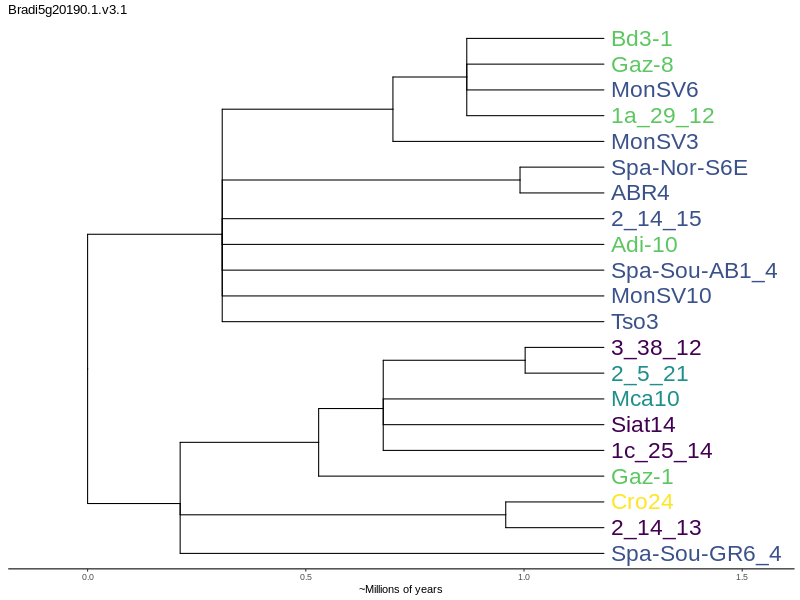 Bradi5g20190.1.v3.1
Bd3-1
Gaz-8
MonSV6
1a_29_12
MonSV3
Spa-Nor-S6E
ABR4
2_14_15
Adi-10
Spa-Sou-AB1_4
MonSV10
Tso3
3_38_12
2_5_21
Mca10
Siat14
1c_25_14
Gaz-1
Cro24
2_14_13
Spa-Sou-GR6_4
0.0 0.5 1.0 1.5
~Millions of years